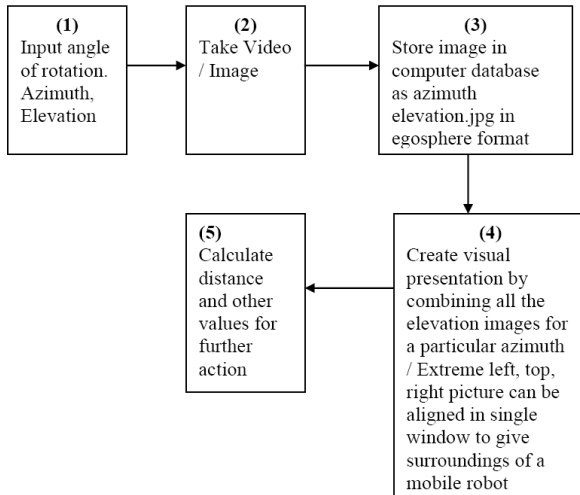 (1)
Input angle
of rotation.
Azimuth,
Elevation
(2)
Take Video
/ Image
(3)
Store image in
computer database
as azimuth
elevation.jpg in
egosphere format
(4)
Create visual
presentation by
combining all the
elevation images for
a particular azimuth
/ Extreme left, top,
right picture can be
aligned in single
window to give
surroundings of a
mobile robot
(5)
Calculate
distance
and other
values for
further
action